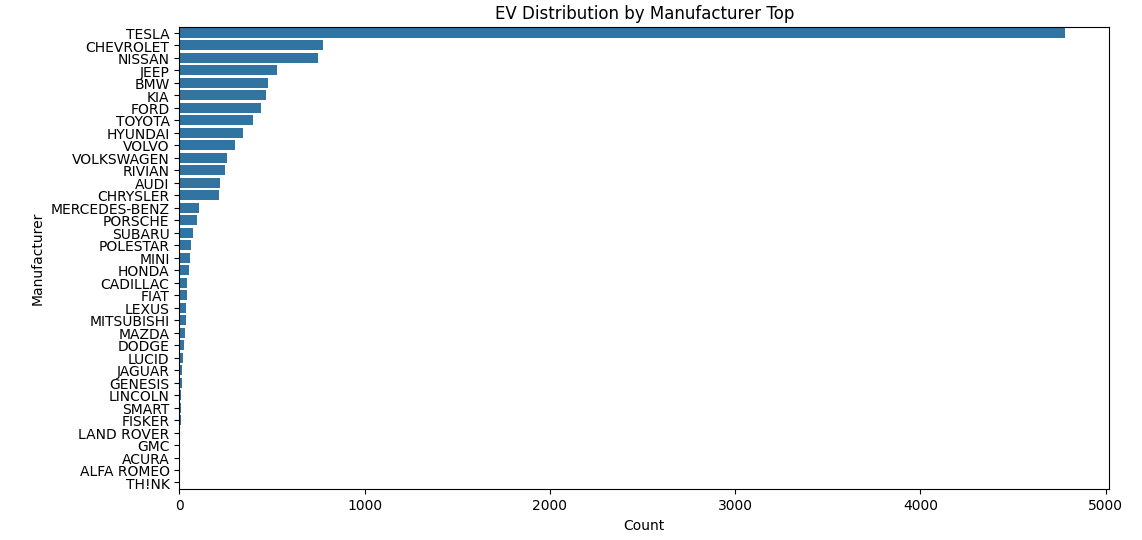 EV Distribution by Manufacturer Top
TESLA
CHEVROLET
NISSAN
JEEP
BMW
KIA
FORD
TOYOTA
HYUNDAI
VOLVO
VOLKSWAGEN
RIVIAN
AUDI
CHRYSLER
MERCEDES-BENZ
PORSCHE
SUBARU
POLESTAR
MINI
HONDA
CADILLAC
FIAT
LEXUS
MITSUBISHI
MAZDA
DODGE
LUCID
JAGUAR
GENESIS
LINCOLN
SMART
FISKER
LAND ROVER
GMC
ACURA
ALFA ROMEO
TH!NK
Manufacturer
0 1000 2000 3000 4000 5000
Count